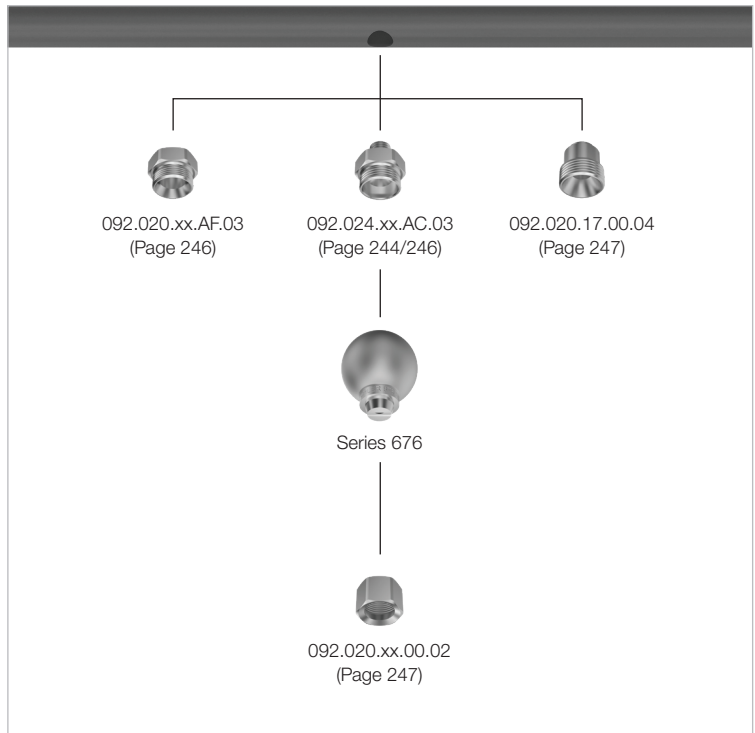 092.020.xx.AF.03
(Page 246)
092.024.xx.AC.03
(Page 244/246)
092.020.17.00.04
(Page 247)
Series 676
092.020.xx.00.02
(Page 247)